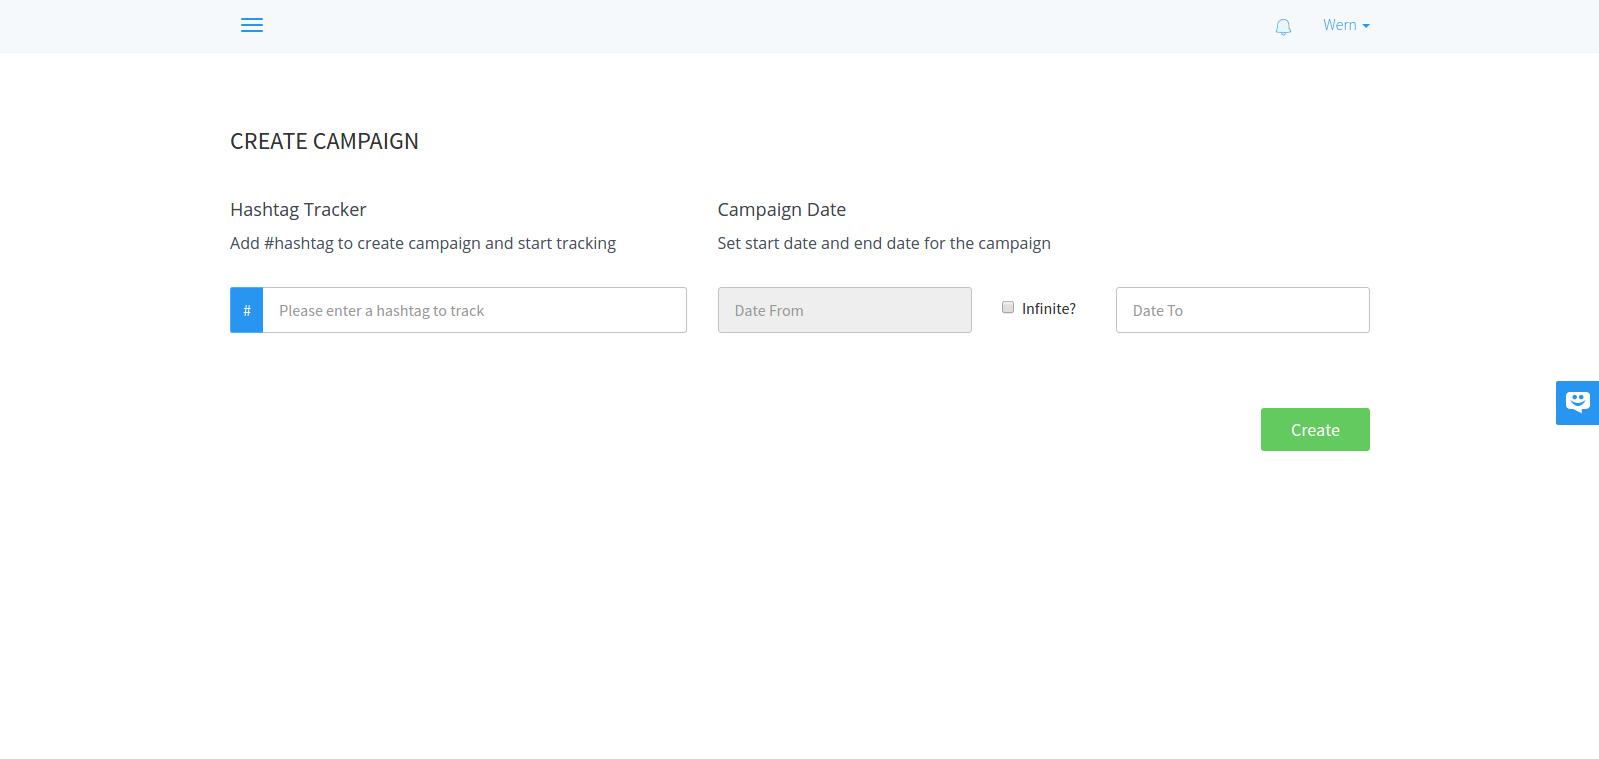 Wern
CREATE CAMPAIGN
Hashtag Tracker
Campaign Date
Add #hashtag to create campaign and start tracking
Set start date and end date for the campaign
# Please enter a hashtag to track
Date From
Infinite?
Date To
Create